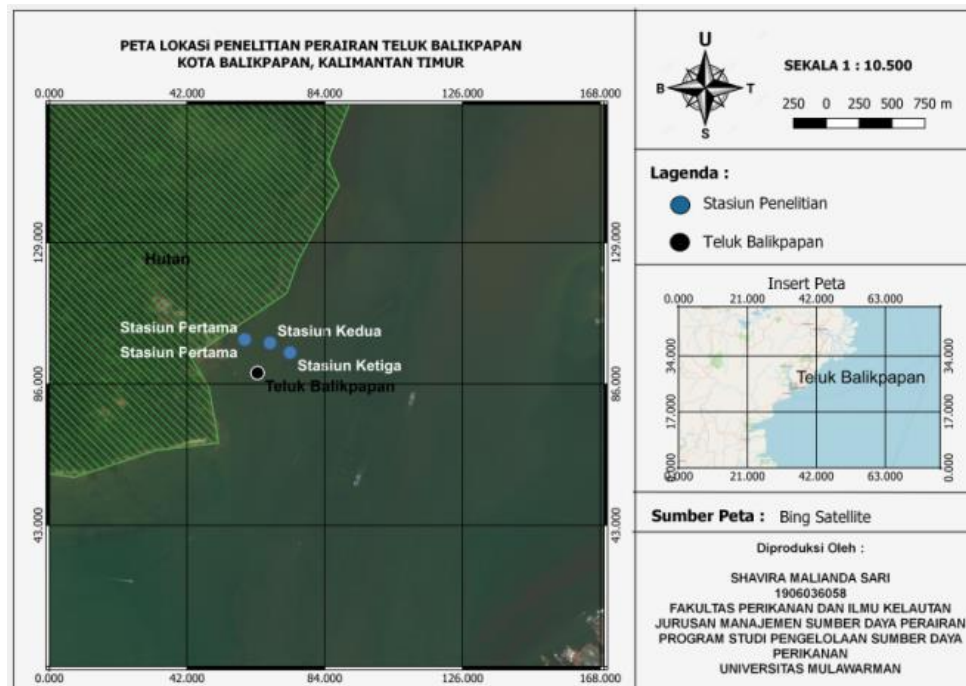 PETA LOKASi PENELITIAN PERAIRAN TELUK BALIKPAPAN
KOTA BALIKPAPAN, KALIMANTAN TIMUR
0.000 42.000 84.000 126.000 168.000
129.000
86.000
43.000
129.000
86.000
43.000
0.000 42.000 84.000 126.000 168.000
Hutan
Stasiun Pertama
Stasiun Kedua
Stasiun Pertama
Stasiun Ketiga
Teluk Balikpapan
U
B
T
S
SEKALA 1 : 10.500
250 0 250 500 750 m
Lagenda :
Stasiun Penelitian
Teluk Balikpapan
Insert Peta
0.000 21.000 42.000 63.000
34.000
17.000
0.000
34.000
17.000
0.000
Teluk Balikpapan
0.000 21.000 42.000 63.000
Sumber Peta : Bing Satellite
Diproduksi Oleh :
SHAVIRA MALIANDA SARI
1906036058
FAKULTAS PERIKANAN DAN ILMU KELAUTAN
JURUSAN MANAJEMEN SUMBER DAYA PERAIRAN
PROGRAM STUDI PENGELOLAAN SUMBER DAYA
PERIKANAN
UNIVERSITAS MULAWARMAN